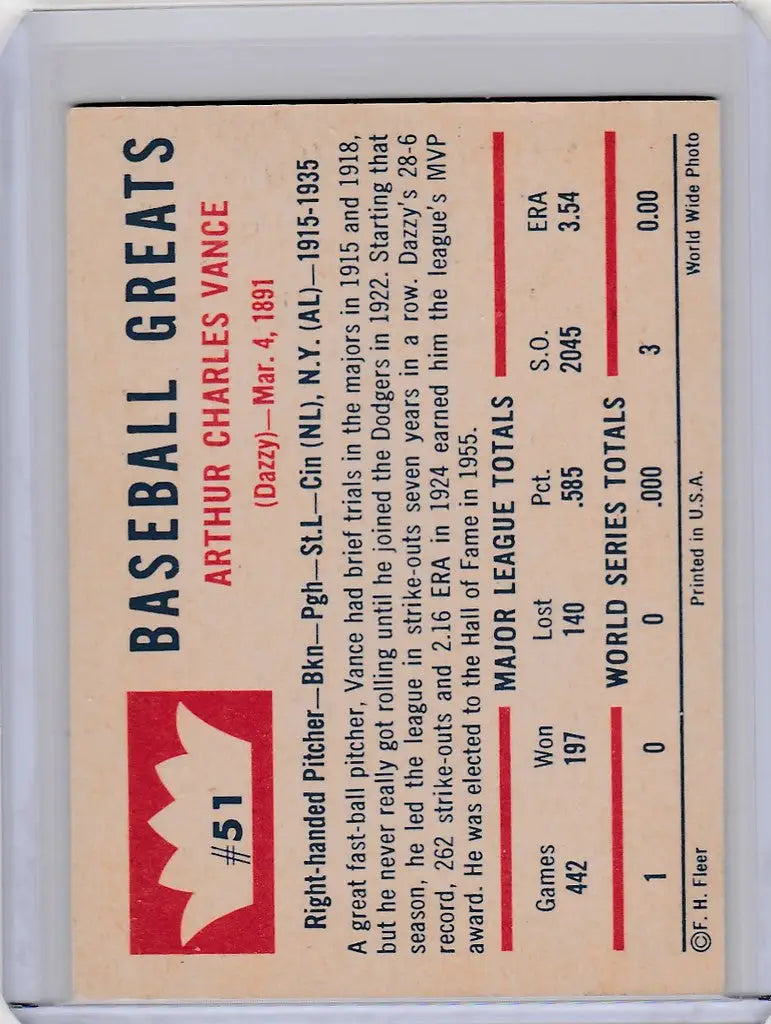 #51
BASEBALL GREATS
ARTHUR CHARLES VANCE
(Dazzy)—Mar. 4, 1891
Right-handed Pitcher—Bkn—Pgh—St.L—Cin (NL), N.Y. (AL)—1915-1935
A great fast-ball pitcher, Vance had brief trials in the majors in 1915 and 1918,
but he never really got rolling until he joined the Dodgers in 1922. Starting that
season, he led the league in strike-outs seven years in a row. Dazzy's 28-6
record, 262 strike-outs and 2.16 ERA in 1924 earned him the league's MVP
award. He was elected to the Hall of Fame in 1955.
MAJOR LEAGUE TOTALS
Games Won Lost Pct. S.O. ERA
442 197 140 .585 2045 3.54
WORLD SERIES TOTALS
1 0 0 .000 3 0.00
©F. H. Fleer Printed in U.S.A. World Wide Photo